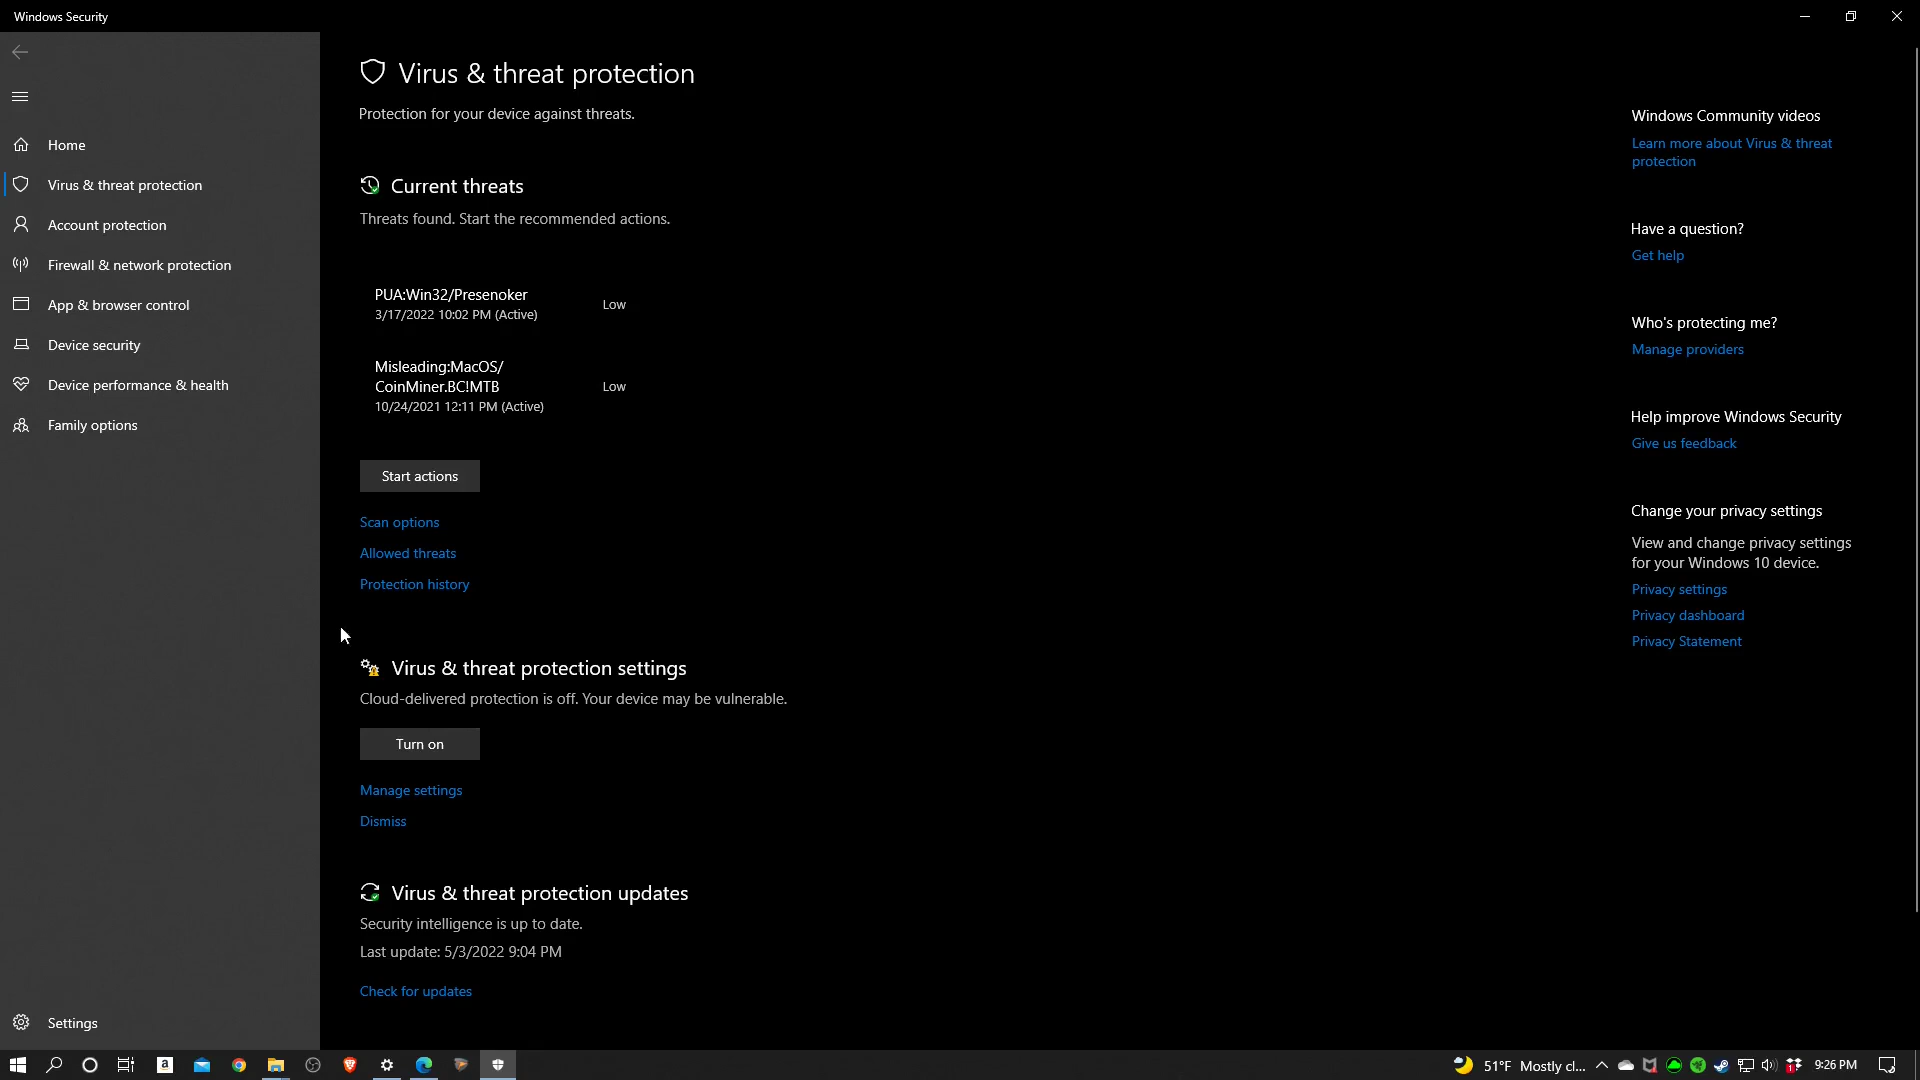 Windows Security
Home
Virus & threat protection
Account protection
Firewall & network protection
App & browser control
Device security
Device performance & health
Family options
Settings
Virus & threat protection
Protection for your device against threats.
Current threats
Threats found. Start the recommended actions.
PUA:Win32/Presenoker
3/17/2022 10:02 PM (Active)
Low
Misleading:MacOS/
CoinMiner.BC!MTB
10/24/2021 12:11 PM (Active)
Low
Start actions
Scan options
Allowed threats
Protection history
Virus & threat protection settings
Cloud-delivered protection is off. Your device may be vulnerable.
Turn on
Manage settings
Dismiss
Virus & threat protection updates
Security intelligence is up to date.
Last update: 5/3/2022 9:04 PM
Check for updates
Windows Community videos
Learn more about Virus & threat
protection
Have a question?
Get help
Who's protecting me?
Manage providers
Help improve Windows Security
Give us feedback
Change your privacy settings
View and change privacy settings
for your Windows 10 device.
Privacy settings
Privacy dashboard
Privacy Statement
a
51°F Mostly cl...
1
9:26 PM